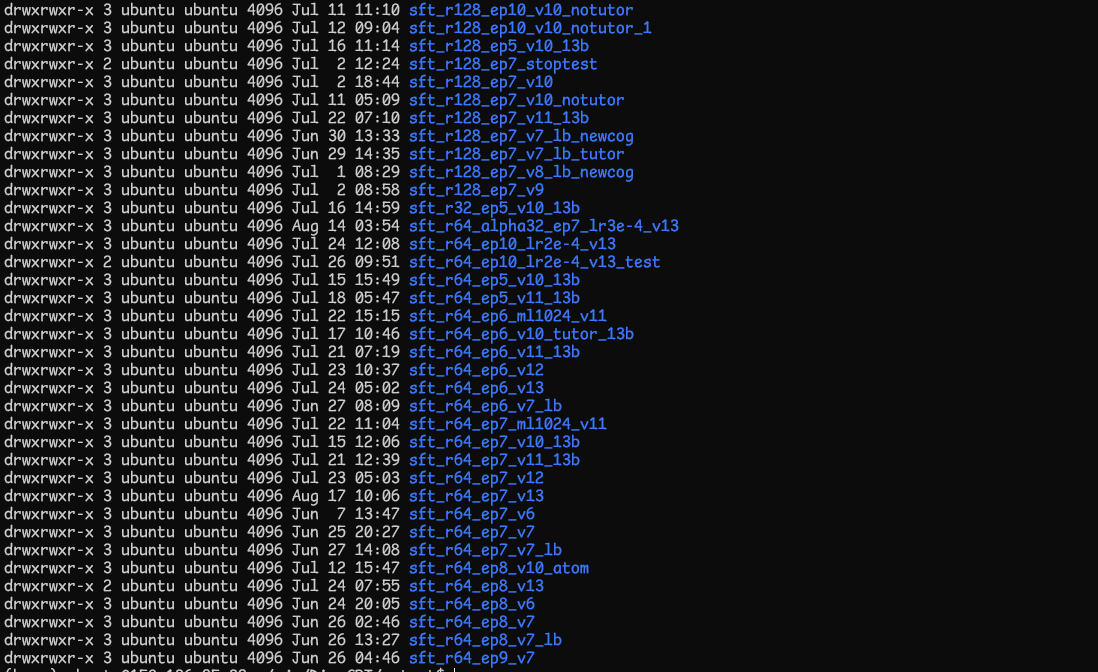 drwxrwxr-x 3 ubuntu ubuntu 4096 Jul 11 11:10 sft_r128_ep10_v10_notutor
drwxrwxr-x 3 ubuntu ubuntu 4096 Jul 12 09:04 sft_r128_ep10_v10_notutor_1
drwxrwxr-x 3 ubuntu ubuntu 4096 Jul 16 11:14 sft_r128_ep5_v10_13b
drwxrwxr-x 2 ubuntu ubuntu 4096 Jul  2 12:24 sft_r128_ep7_stoptest
drwxrwxr-x 3 ubuntu ubuntu 4096 Jul  2 18:44 sft_r128_ep7_v10
drwxrwxr-x 3 ubuntu ubuntu 4096 Jul 11 05:09 sft_r128_ep7_v10_notutor
drwxrwxr-x 3 ubuntu ubuntu 4096 Jul 22 07:10 sft_r128_ep7_v11_13b
drwxrwxr-x 3 ubuntu ubuntu 4096 Jun 30 13:33 sft_r128_ep7_v7_lb_newcog
drwxrwxr-x 3 ubuntu ubuntu 4096 Jun 29 14:35 sft_r128_ep7_v7_lb_tutor
drwxrwxr-x 3 ubuntu ubuntu 4096 Jul  1 08:29 sft_r128_ep7_v8_lb_newcog
drwxrwxr-x 3 ubuntu ubuntu 4096 Jul  2 08:58 sft_r128_ep7_v9
drwxrwxr-x 3 ubuntu ubuntu 4096 Jul 16 14:59 sft_r32_ep5_v10_13b
drwxrwxr-x 3 ubuntu ubuntu 4096 Aug 14 03:54 sft_r64_alpha32_ep7_lr3e-4_v13
drwxrwxr-x 3 ubuntu ubuntu 4096 Jul 24 12:08 sft_r64_ep10_lr2e-4_v13
drwxrwxr-x 2 ubuntu ubuntu 4096 Jul 26 09:51 sft_r64_ep10_lr2e-4_v13_test
drwxrwxr-x 3 ubuntu ubuntu 4096 Jul 15 15:49 sft_r64_ep5_v10_13b
drwxrwxr-x 3 ubuntu ubuntu 4096 Jul 18 05:47 sft_r64_ep5_v11_13b
drwxrwxr-x 3 ubuntu ubuntu 4096 Jul 22 15:15 sft_r64_ep6_ml1024_v11
drwxrwxr-x 3 ubuntu ubuntu 4096 Jul 17 10:46 sft_r64_ep6_v10_tutor_13b
drwxrwxr-x 3 ubuntu ubuntu 4096 Jul 21 07:19 sft_r64_ep6_v11_13b
drwxrwxr-x 3 ubuntu ubuntu 4096 Jul 23 10:37 sft_r64_ep6_v12
drwxrwxr-x 3 ubuntu ubuntu 4096 Jul 24 05:02 sft_r64_ep6_v13
drwxrwxr-x 3 ubuntu ubuntu 4096 Jun 27 08:09 sft_r64_ep6_v7_lb
drwxrwxr-x 3 ubuntu ubuntu 4096 Jul 22 11:04 sft_r64_ep7_ml1024_v11
drwxrwxr-x 3 ubuntu ubuntu 4096 Jul 15 12:06 sft_r64_ep7_v10_13b
drwxrwxr-x 3 ubuntu ubuntu 4096 Jul 21 12:39 sft_r64_ep7_v11_13b
drwxrwxr-x 3 ubuntu ubuntu 4096 Jul 23 05:03 sft_r64_ep7_v12
drwxrwxr-x 3 ubuntu ubuntu 4096 Aug 17 10:06 sft_r64_ep7_v13
drwxrwxr-x 3 ubuntu ubuntu 4096 Jun  7 13:47 sft_r64_ep7_v6
drwxrwxr-x 3 ubuntu ubuntu 4096 Jun 25 20:27 sft_r64_ep7_v7
drwxrwxr-x 3 ubuntu ubuntu 4096 Jun 27 14:08 sft_r64_ep7_v7_lb
drwxrwxr-x 3 ubuntu ubuntu 4096 Jul 12 15:47 sft_r64_ep8_v10_atom
drwxrwxr-x 2 ubuntu ubuntu 4096 Jul 24 07:55 sft_r64_ep8_v13
drwxrwxr-x 3 ubuntu ubuntu 4096 Jun 24 20:05 sft_r64_ep8_v6
drwxrwxr-x 3 ubuntu ubuntu 4096 Jun 26 02:46 sft_r64_ep8_v7
drwxrwxr-x 3 ubuntu ubuntu 4096 Jun 26 13:27 sft_r64_ep8_v7_lb
drwxrwxr-x 3 ubuntu ubuntu 4096 Jun 26 04:46 sft_r64_ep9_v7